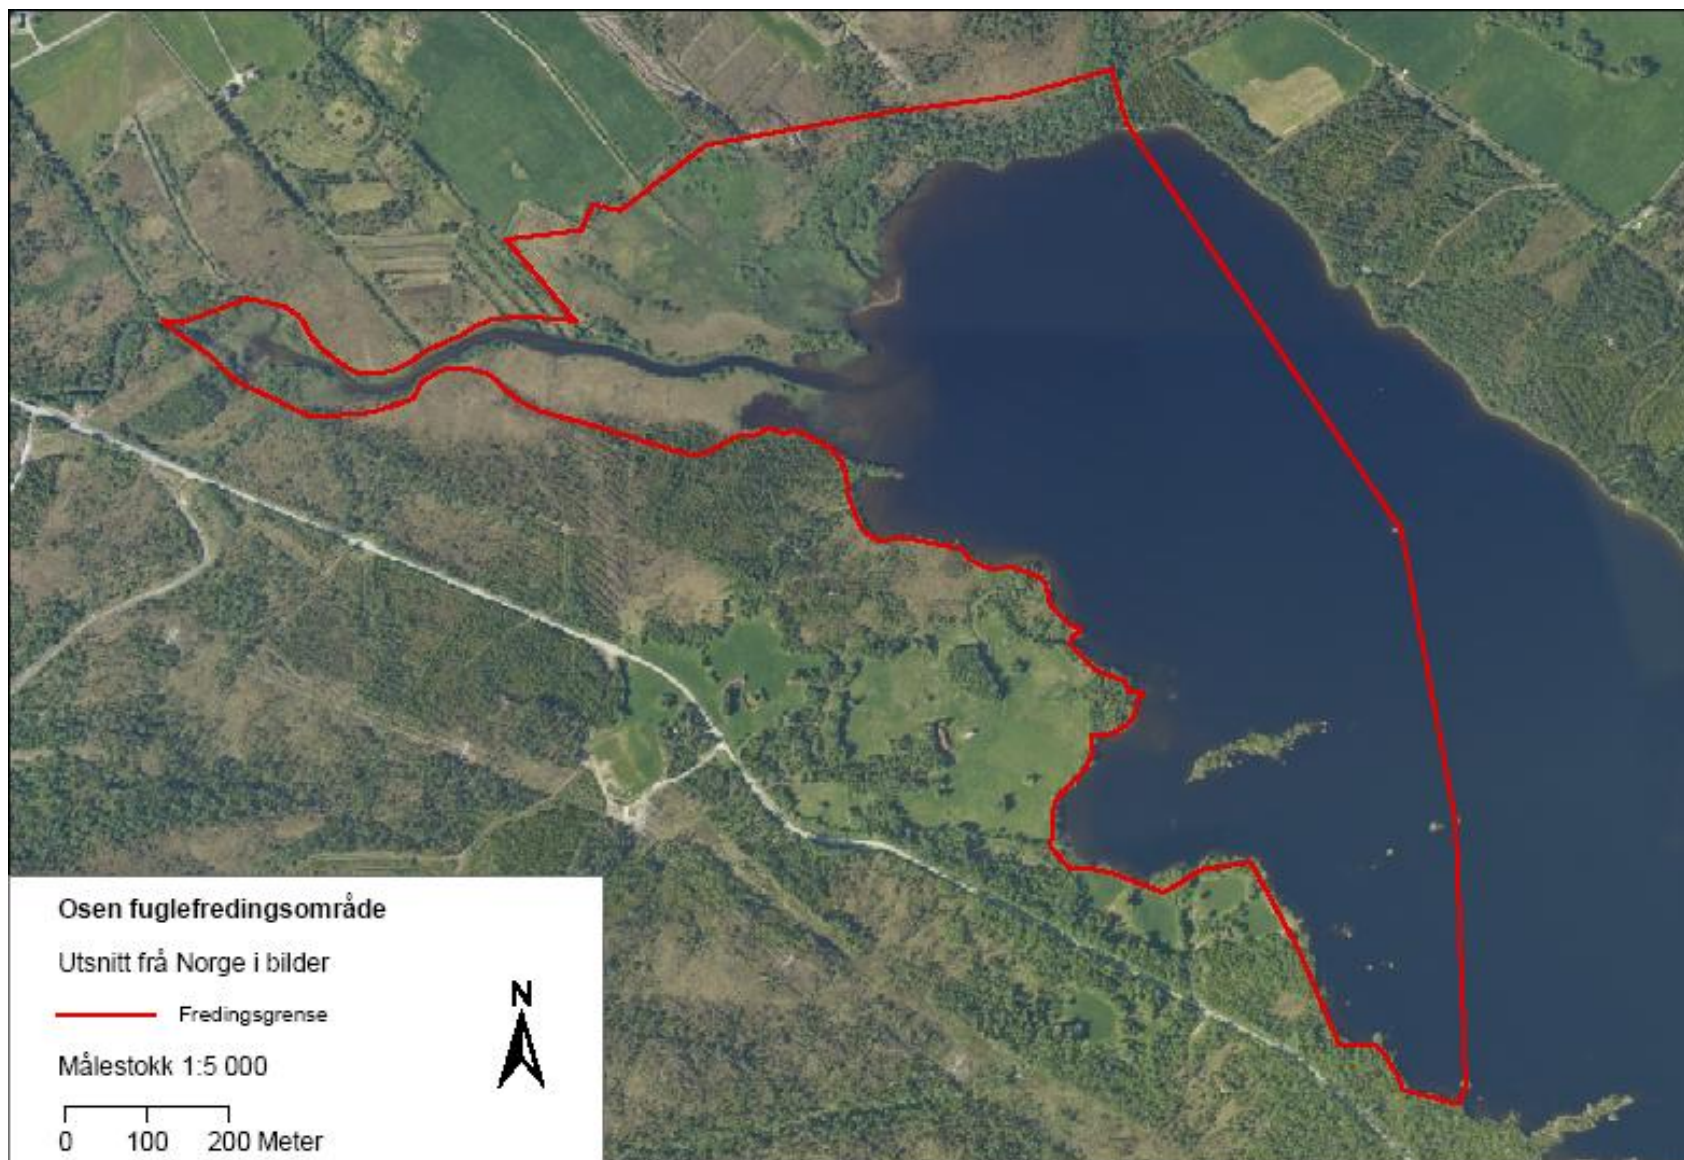 Osen fuglefredingsområde
Utsnitt frå Norge i bilder
Fredingsgrense
N
Målestokk 1:5 000
0 100 200 Meter